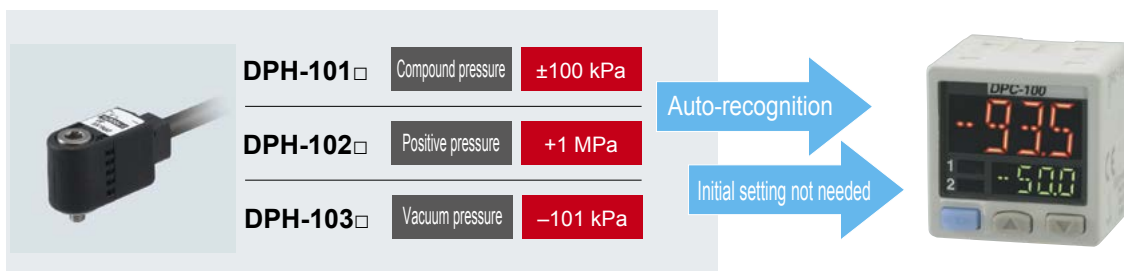 DPH-101□ Compound pressure ±100 kPa
DPH-102□ Positive pressure +1 MPa
DPH-103□ Vacuum pressure –101 kPa
Auto-recognition
Initial setting not needed
DPC-100
-93.5
1
2 -50.0